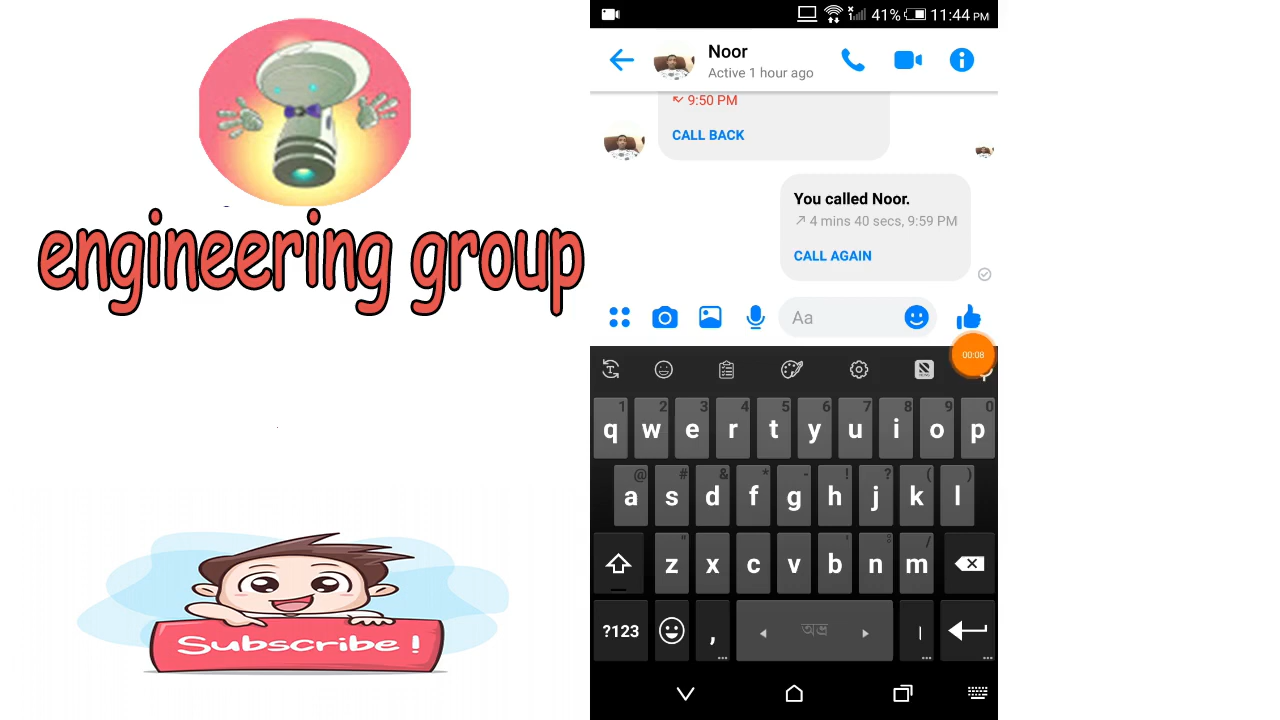 engineering group
Subscribe !
41% 11:44 PM
Noor
Active 1 hour ago
9:50 PM
CALL BACK
You called Noor.
4 mins 40 secs, 9:59 PM
CALL AGAIN
Aa
00:08
1 2 3 4 5 6 7 8 9 0
q w e r t y u i o p
@ # & * - ! ? ( )
a s d f g h j k l
z x c v b n m
?123 , অভ্র ।